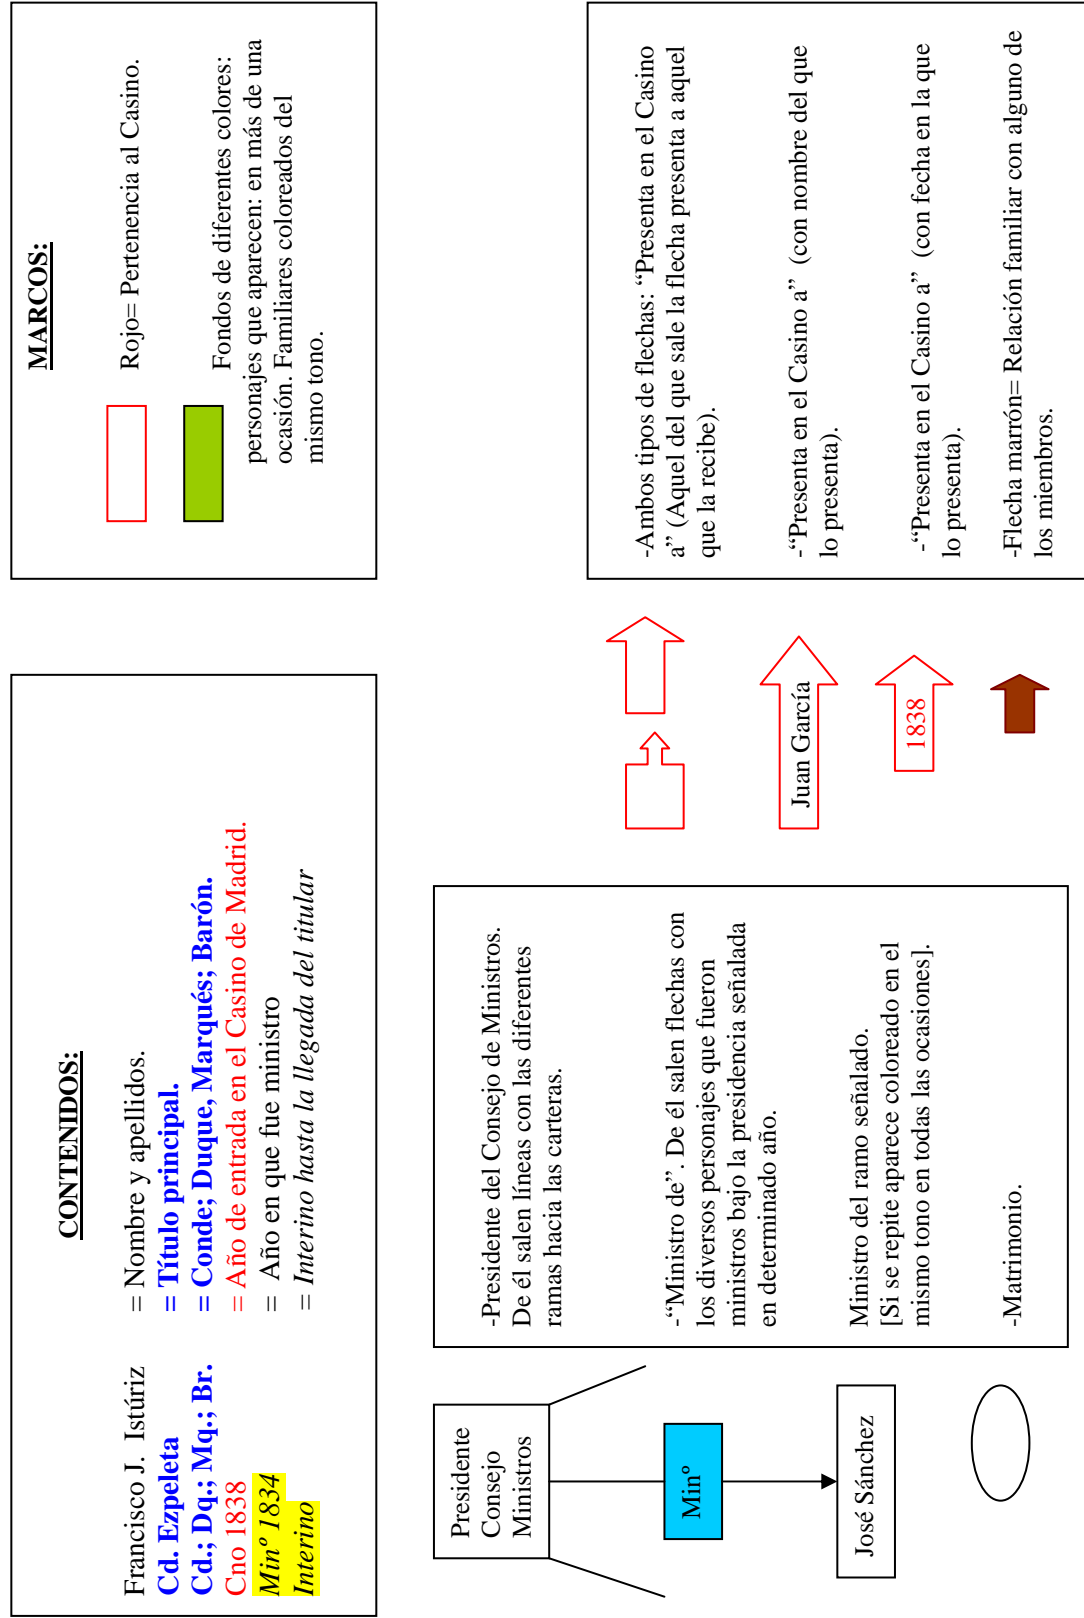 CONTENIDOS:
Francisco J. Istúriz = Nombre y apellidos.
Cd. Ezpeleta = Título principal.
Cd.; Dq.; Mq.; Br. = Conde; Duque, Marqués; Barón.
Cno 1838 = Año de entrada en el Casino de Madrid.
Minº 1834 = Año en que fue ministro
Interino = Interino hasta la llegada del titular
MARCOS:
Rojo= Pertenencia al Casino.
Fondos de diferentes colores:
personajes que aparecen: en más de una
ocasión. Familiares coloreados del
mismo tono.
Presidente
Consejo
Ministros
-Presidente del Consejo de Ministros.
De él salen líneas con las diferentes
ramas hacia las carteras.
Minº
-“Ministro de”. De él salen flechas con
los diversos personajes que fueron
ministros bajo la presidencia señalada
en determinado año.
José Sánchez
Ministro del ramo señalado.
[Si se repite aparece coloreado en el
mismo tono en todas las ocasiones].
-Matrimonio.
-Ambos tipos de flechas: “Presenta en el Casino
a” (Aquel del que sale la flecha presenta a aquel
que la recibe).
Juan García
-“Presenta en el Casino a” (con nombre del que
lo presenta).
1838
-“Presenta en el Casino a” (con fecha en la que
lo presenta).
-Flecha marrón= Relación familiar con alguno de
los miembros.